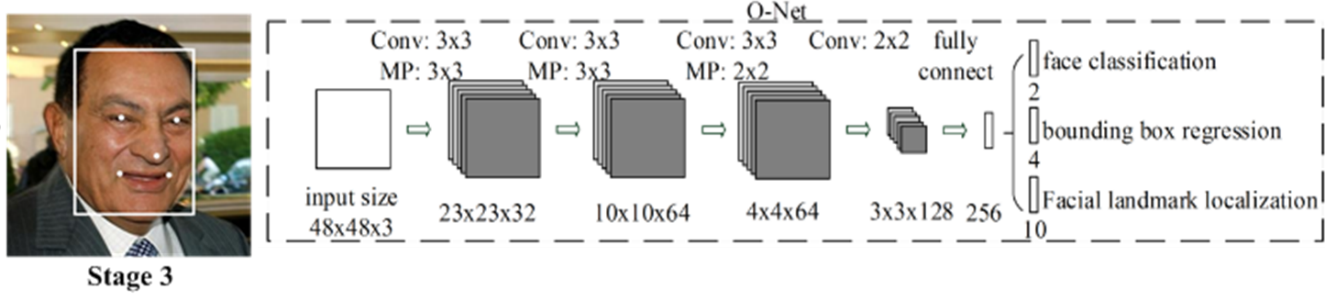 O-Net
Conv: 3x3 Conv: 3x3 Conv: 3x3 Conv: 2x2 fully
MP: 3x3 MP: 3x3 MP: 2x2 connect
face classification
2
bounding box regression
4
Facial landmark localization
10
input size
48x48x3
23x23x32 10x10x64 4x4x64 3x3x128 256
Stage 3